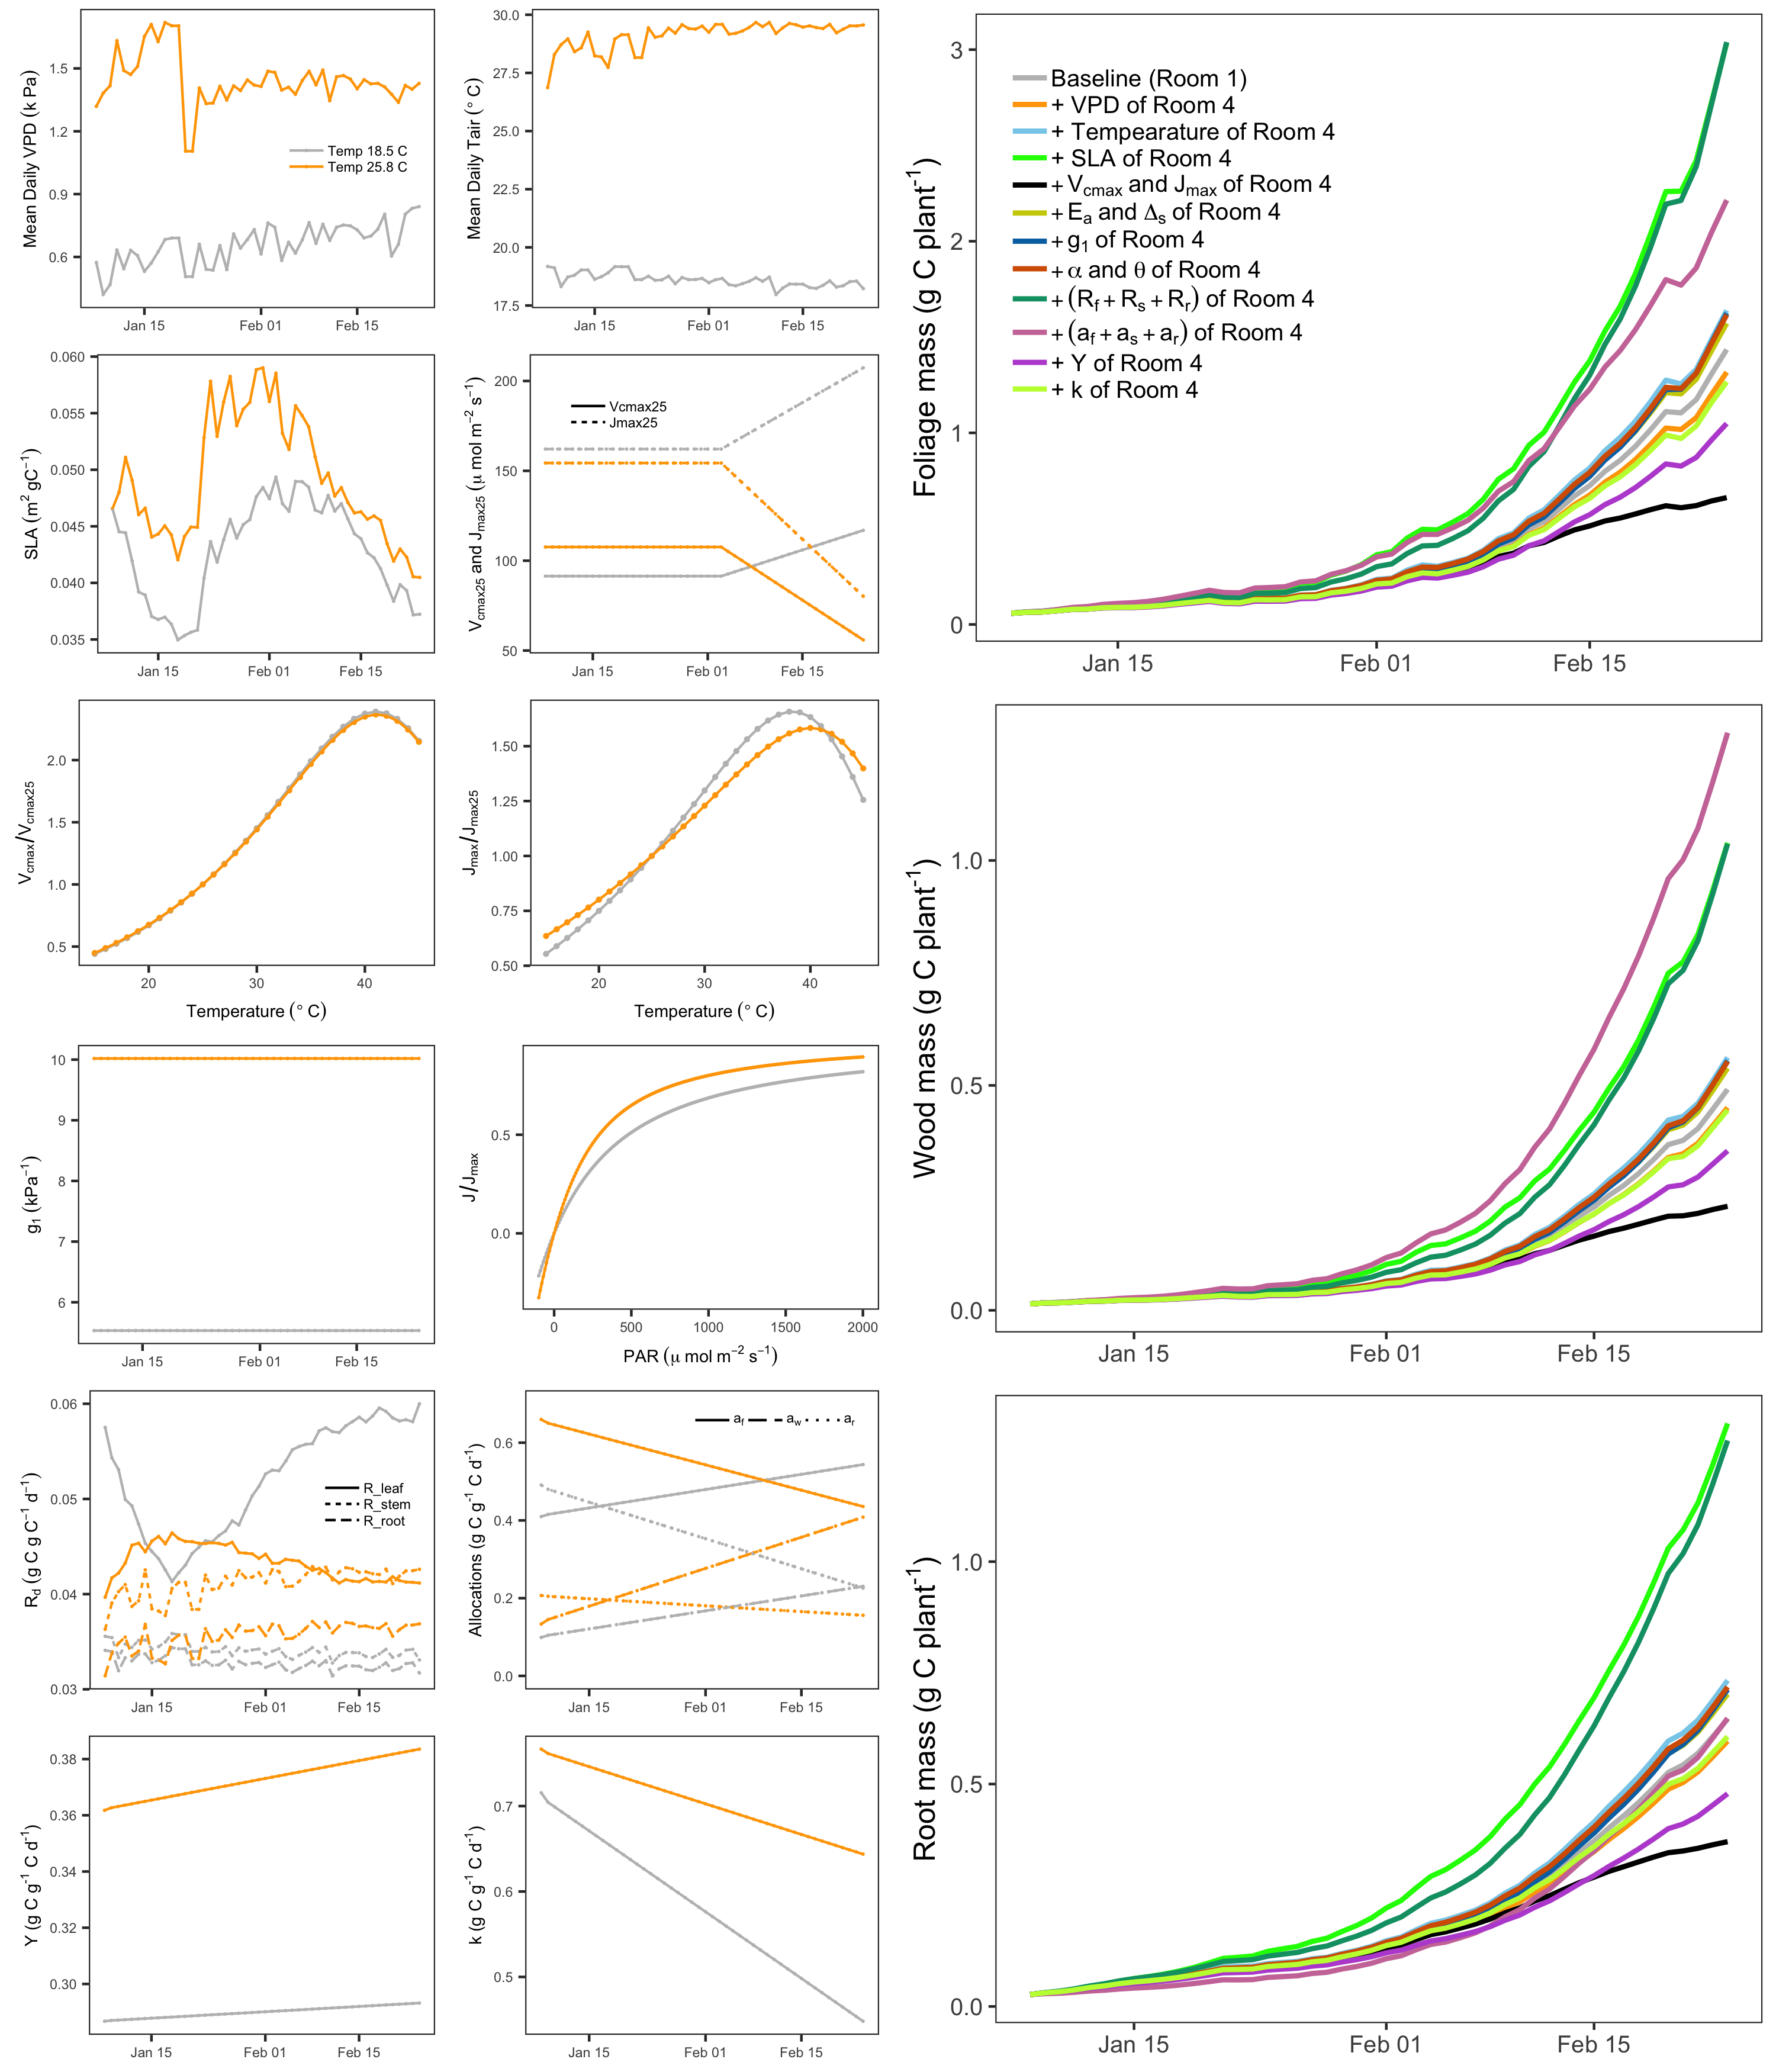 Mean Daily VPD (k Pa)
1.5
1.2
0.9
0.6
Temp 18.5 C
Temp 25.8 C
Jan 15 Feb 01 Feb 15
Mean Daily Tair (° C)
30.0
27.5
25.0
22.5
20.0
17.5
Jan 15 Feb 01 Feb 15
SLA (m² gC⁻¹)
0.060
0.055
0.050
0.045
0.040
0.035
Jan 15 Feb 01 Feb 15
Vcmax25 and Jmax25 (μ mol m⁻² s⁻¹)
200
150
100
50
Vcmax25
Jmax25
Jan 15 Feb 01 Feb 15
Vcmax/Vcmax25
2.0
1.5
1.0
0.5
20 30 40
Temperature (° C)
Jmax/Jmax25
1.50
1.25
1.00
0.75
0.50
20 30 40
Temperature (° C)
g₁ (kPa⁻¹)
10
9
8
7
6
Jan 15 Feb 01 Feb 15
J/Jmax
0.5
0.0
0 500 1000 1500 2000
PAR (μ mol m⁻² s⁻¹)
Rd (g C g C⁻¹ d⁻¹)
0.06
0.05
0.04
0.03
R_leaf
R_stem
R_root
Jan 15 Feb 01 Feb 15
Allocations (g C g⁻¹ C d⁻¹)
0.6
0.4
0.2
0.0
af aw ar
Jan 15 Feb 01 Feb 15
Y (g C g⁻¹ C d⁻¹)
0.38
0.36
0.34
0.32
0.30
Jan 15 Feb 01 Feb 15
k (g C g⁻¹ C d⁻¹)
0.7
0.6
0.5
Jan 15 Feb 01 Feb 15
Foliage mass (g C plant⁻¹)
3
2
1
0
Baseline (Room 1)
+ VPD of Room 4
+ Tempearature of Room 4
+ SLA of Room 4
+ Vcmax and Jmax of Room 4
+ Ea and Δs of Room 4
+ g₁ of Room 4
+ α and θ of Room 4
+ (Rf + Rs + Rr) of Room 4
+ (af + as + ar) of Room 4
+ Y of Room 4
+ k of Room 4
Jan 15 Feb 01 Feb 15
Wood mass (g C plant⁻¹)
1.0
0.5
0.0
Jan 15 Feb 01 Feb 15
Root mass (g C plant⁻¹)
1.0
0.5
0.0
Jan 15 Feb 01 Feb 15